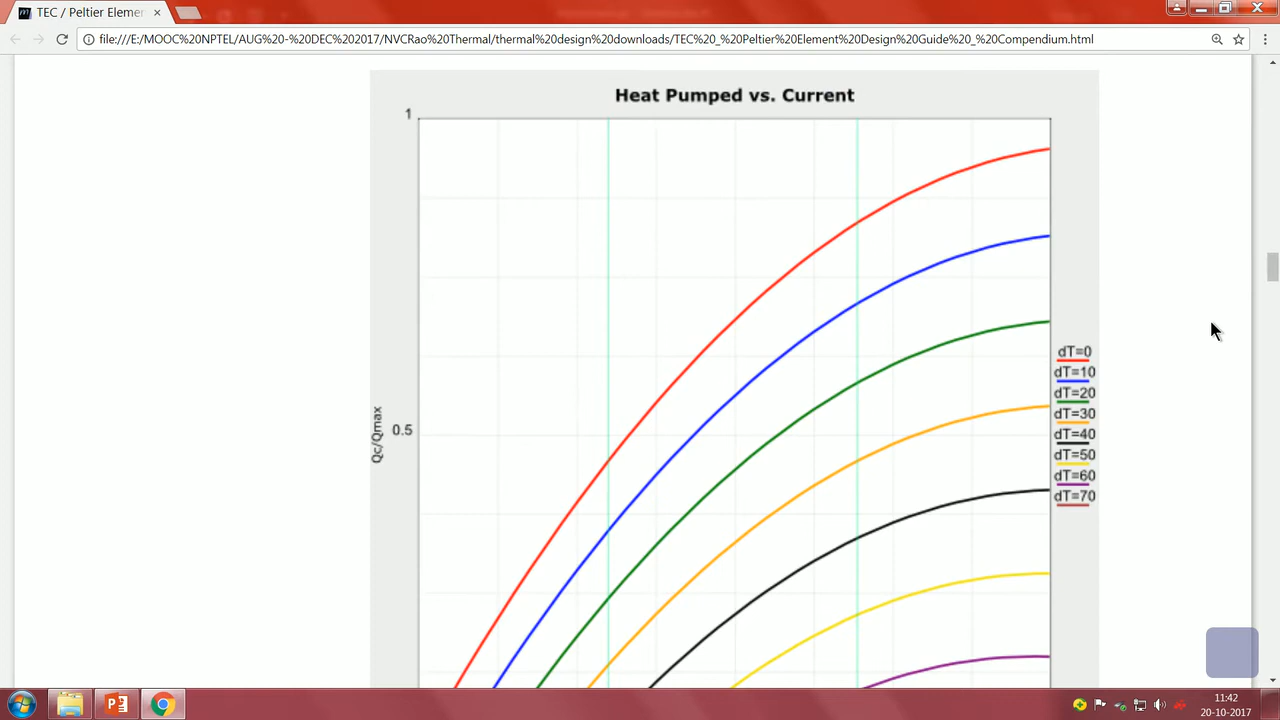 TEC / Peltier Elemen
file:///E:/MOOC%20NPTEL/AUG%20-%20DEC%202017/NVCRao%20Thermal/thermal%20design%20downloads/TEC%20_%20Peltier%20Element%20Design%20Guide%20_%20Compendium.html
Heat Pumped vs. Current
1
dT=0
dT=10
dT=20
dT=30
Qc/Qmax
0.5
dT=40
dT=50
dT=60
dT=70
11:42
20-10-2017